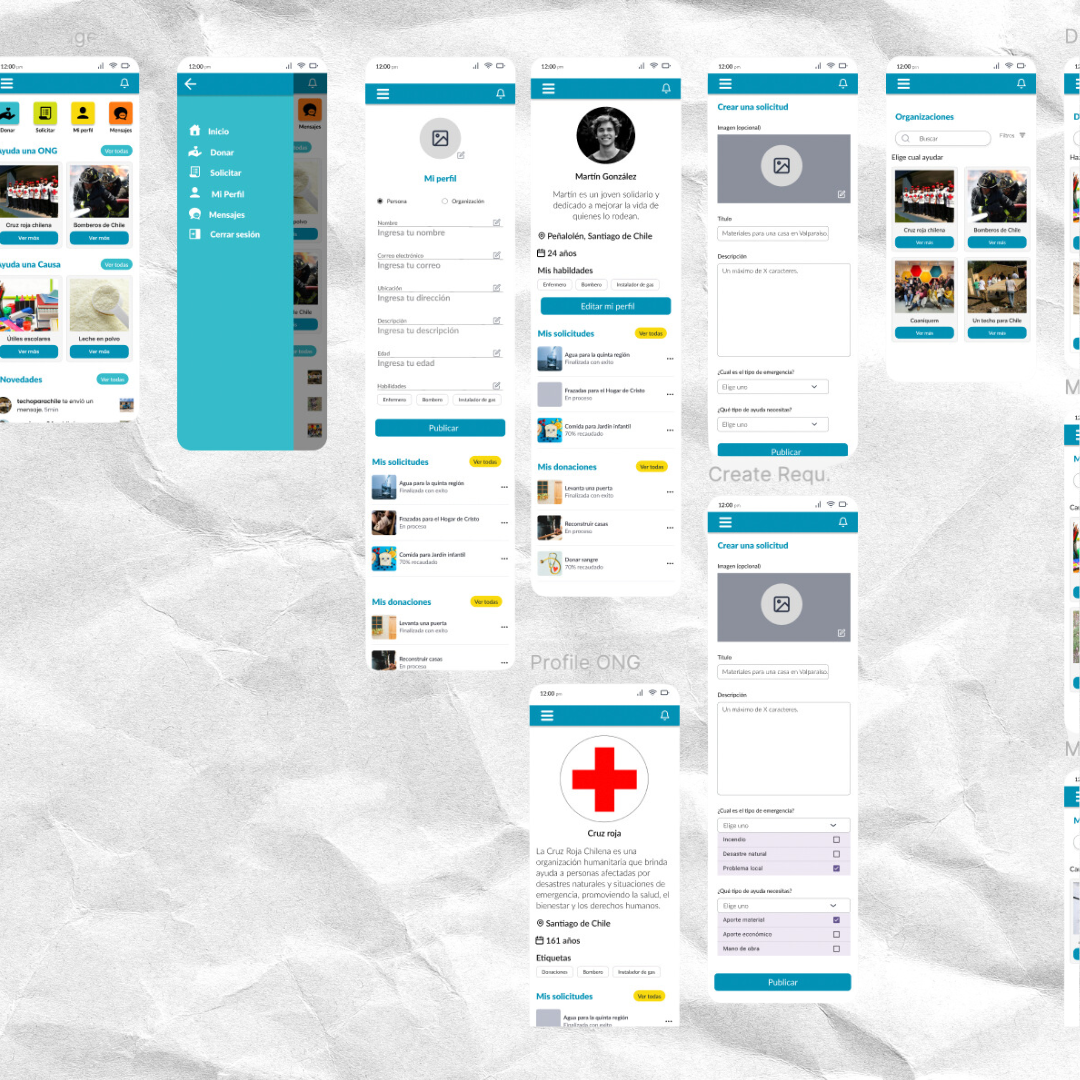 12:00 pm
Donar
Solicitar
Mi perfil
Mensajes
Ayuda una ONG
Ver todas
Cruz roja chilena
Bomberos de Chile
Ver más
Ver más
Ayuda una Causa
Ver todas
Útiles escolares
Leche en polvo
Ver más
Ver más
Novedades
Ver todas
techoparachile te envió un
mensaje. 5min
12:00 pm
Inicio
Donar
Solicitar
Mi Perfil
Mensajes
Cerrar sesión
Mensajes
12:00 pm
Mi perfil
Persona
Organización
Nombre
Ingresa tu nombre
Correo electrónico
Ingresa tu correo
Ubicación
Ingresa tu dirección
Descripción
Ingresa tu descripción
Edad
Ingresa tu edad
Habilidades
Enfermero
Bombero
Instalador de gas
Publicar
Mis solicitudes
Ver todas
Agua para la quinta región
Finalizada con exito
Frazadas para el Hogar de Cristo
En proceso
Comida para Jardín infantil
70% recaudado
Mis donaciones
Ver todas
Levanta una puerta
Finalizada con exito
Reconstruir casas
En proceso
12:00 pm
Martín González
Martín es un joven solidario y
dedicado a mejorar la vida de
quienes lo rodean.
Peñalolén, Santiago de Chile
24 años
Mis habildades
Enfermero
Bombero
Instalador de gas
Editar mi perfil
Mis solicitudes
Ver todas
Agua para la quinta región
Finalizada con exito
Frazadas para el Hogar de Cristo
En proceso
Comida para Jardín infantil
70% recaudado
Mis donaciones
Ver todas
Levanta una puerta
Finalizada con exito
Reconstruir casas
En proceso
Donar sangre
70% recaudado
Profile ONG
12:00 pm
Cruz roja
La Cruz Roja Chilena es una
organización humanitaria que brinda
ayuda a personas afectadas por
desastres naturales y situaciones de
emergencia, promoviendo la salud, el
bienestar y los derechos humanos.
Santiago de Chile
161 años
Etiquetas
Donaciones
Bombero
Instalador de gas
Mis solicitudes
Ver todas
Agua para la quinta región
Finalizada con exito
12:00 pm
Crear una solicitud
Imagen (opcional)
Título
Materiales para una casa en Valparaíso.
Descripción
Un máximo de X caracteres.
¿Cuál es el tipo de emergencia?
Elige uno
¿Qué tipo de ayuda necesitas?
Elige uno
Publicar
Create Requ.
12:00 pm
Crear una solicitud
Imagen (opcional)
Título
Materiales para una casa en Valparaíso.
Descripción
Un máximo de X caracteres.
¿Cuál es el tipo de emergencia?
Elige uno
Incendio
Desastre natural
Problema local
¿Qué tipo de ayuda necesitas?
Elige uno
Aporte material
Aporte económico
Mano de obra
Publicar
12:00 pm
Organizaciones
Buscar
Filtros
Elige cual ayudar
Cruz roja chilena
Bomberos de Chile
Ver más
Ver más
Cuaniquem
Un techo para Chile
Ver más
Ver más